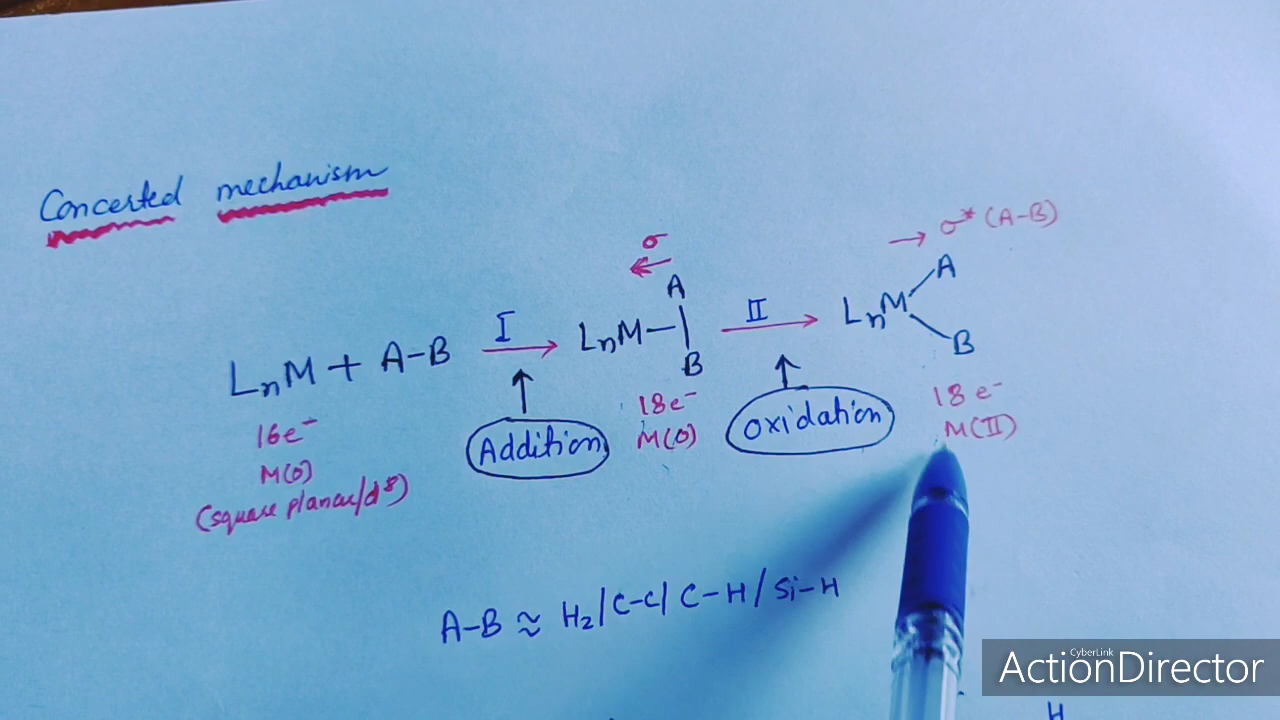 Concerted mechanism
LnM + A-B
I
LnM
A
B
II
LnM
A
B
σ
←
→ σ* (A-B)
16e⁻
M(0)
(square planar/d⁸)
Addition
18e⁻
M(0)
oxidation
18 e⁻
M(II)
A-B ≈ H₂/C-C/ C-H/ Si-H
H
CyberLink
ActionDirector